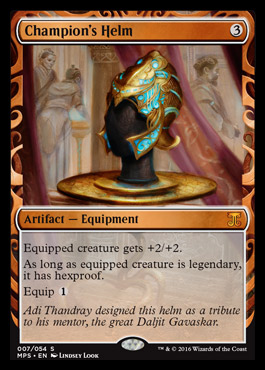 Champion's Helm 3
Artifact — Equipment
Equipped creature gets +2/+2.
As long as equipped creature is legendary,
it has hexproof.
Equip 1
Adi Thandray designed this helm as a tribute
to his mentor, the great Daljit Gavaskar.
007/054 S
MPS • EN Lindsey Look
™ & © 2016 Wizards of the Coast